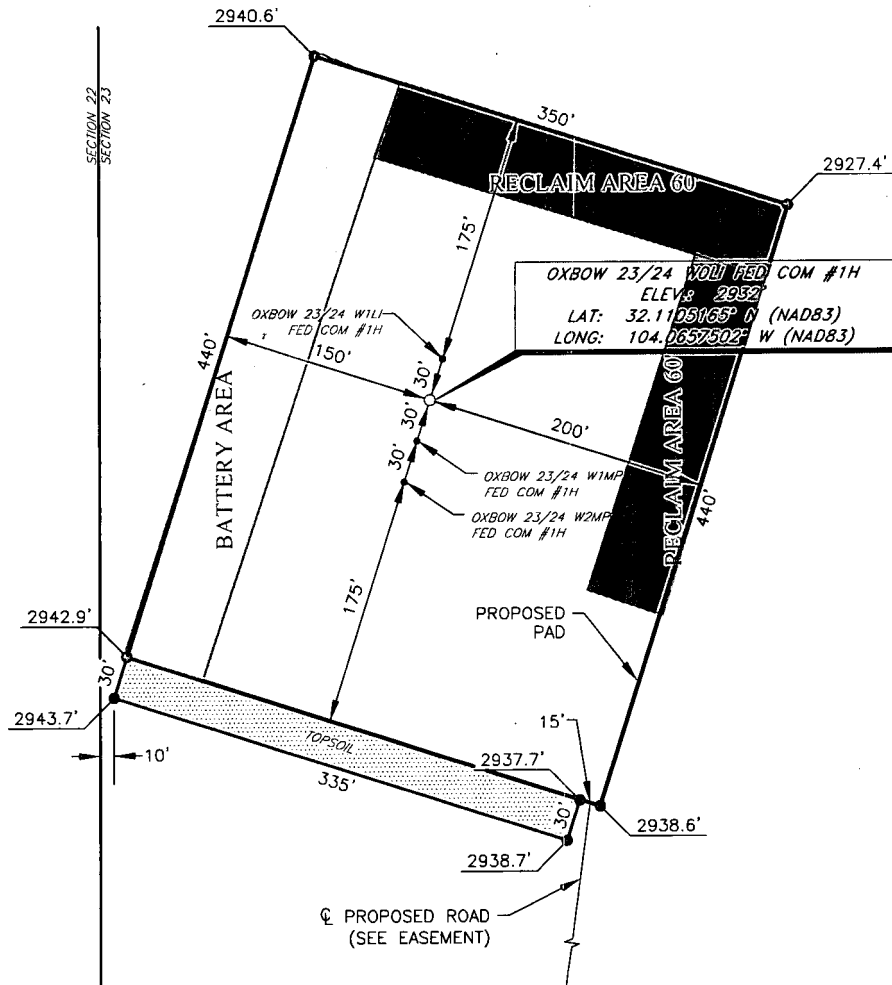 2940.6'
SECTION 22
SECTION 23
350'
2927.4'
RECLAIM AREA 60
175'
OXBOW 23/24 WOLI FED COM #1H
ELEV: 2932'
LAT: 32.1105165° N (NAD83)
LONG: 104.0657502° W (NAD83)
OXBOW 23/24 W1LI
FED COM #1H
440'
150'
30'
30'
200'
30'
RECLAIM AREA 60
BATTERY AREA
OXBOW 23/24 W1MP
FED COM #1H
OXBOW 23/24 W2MP
FED COM #1H
440'
175'
PROPOSED
PAD
2942.9'
30'
2943.7'
10'
TOPSOIL
335'
15'
2937.7'
30'
2938.6'
2938.7'
℄ PROPOSED ROAD
(SEE EASEMENT)